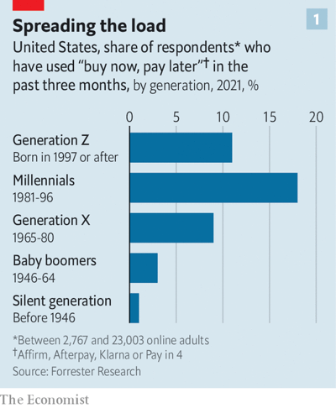 1
Spreading the load
United States, share of respondents* who
have used “buy now, pay later”† in the
past three months, by generation, 2021, %
0 5 10 15 20
Generation Z
Born in 1997 or after
Millennials
1981-96
Generation X
1965-80
Baby boomers
1946-64
Silent generation
Before 1946
*Between 2,767 and 23,003 online adults
†Affirm, Afterpay, Klarna or Pay in 4
Source: Forrester Research
The Economist